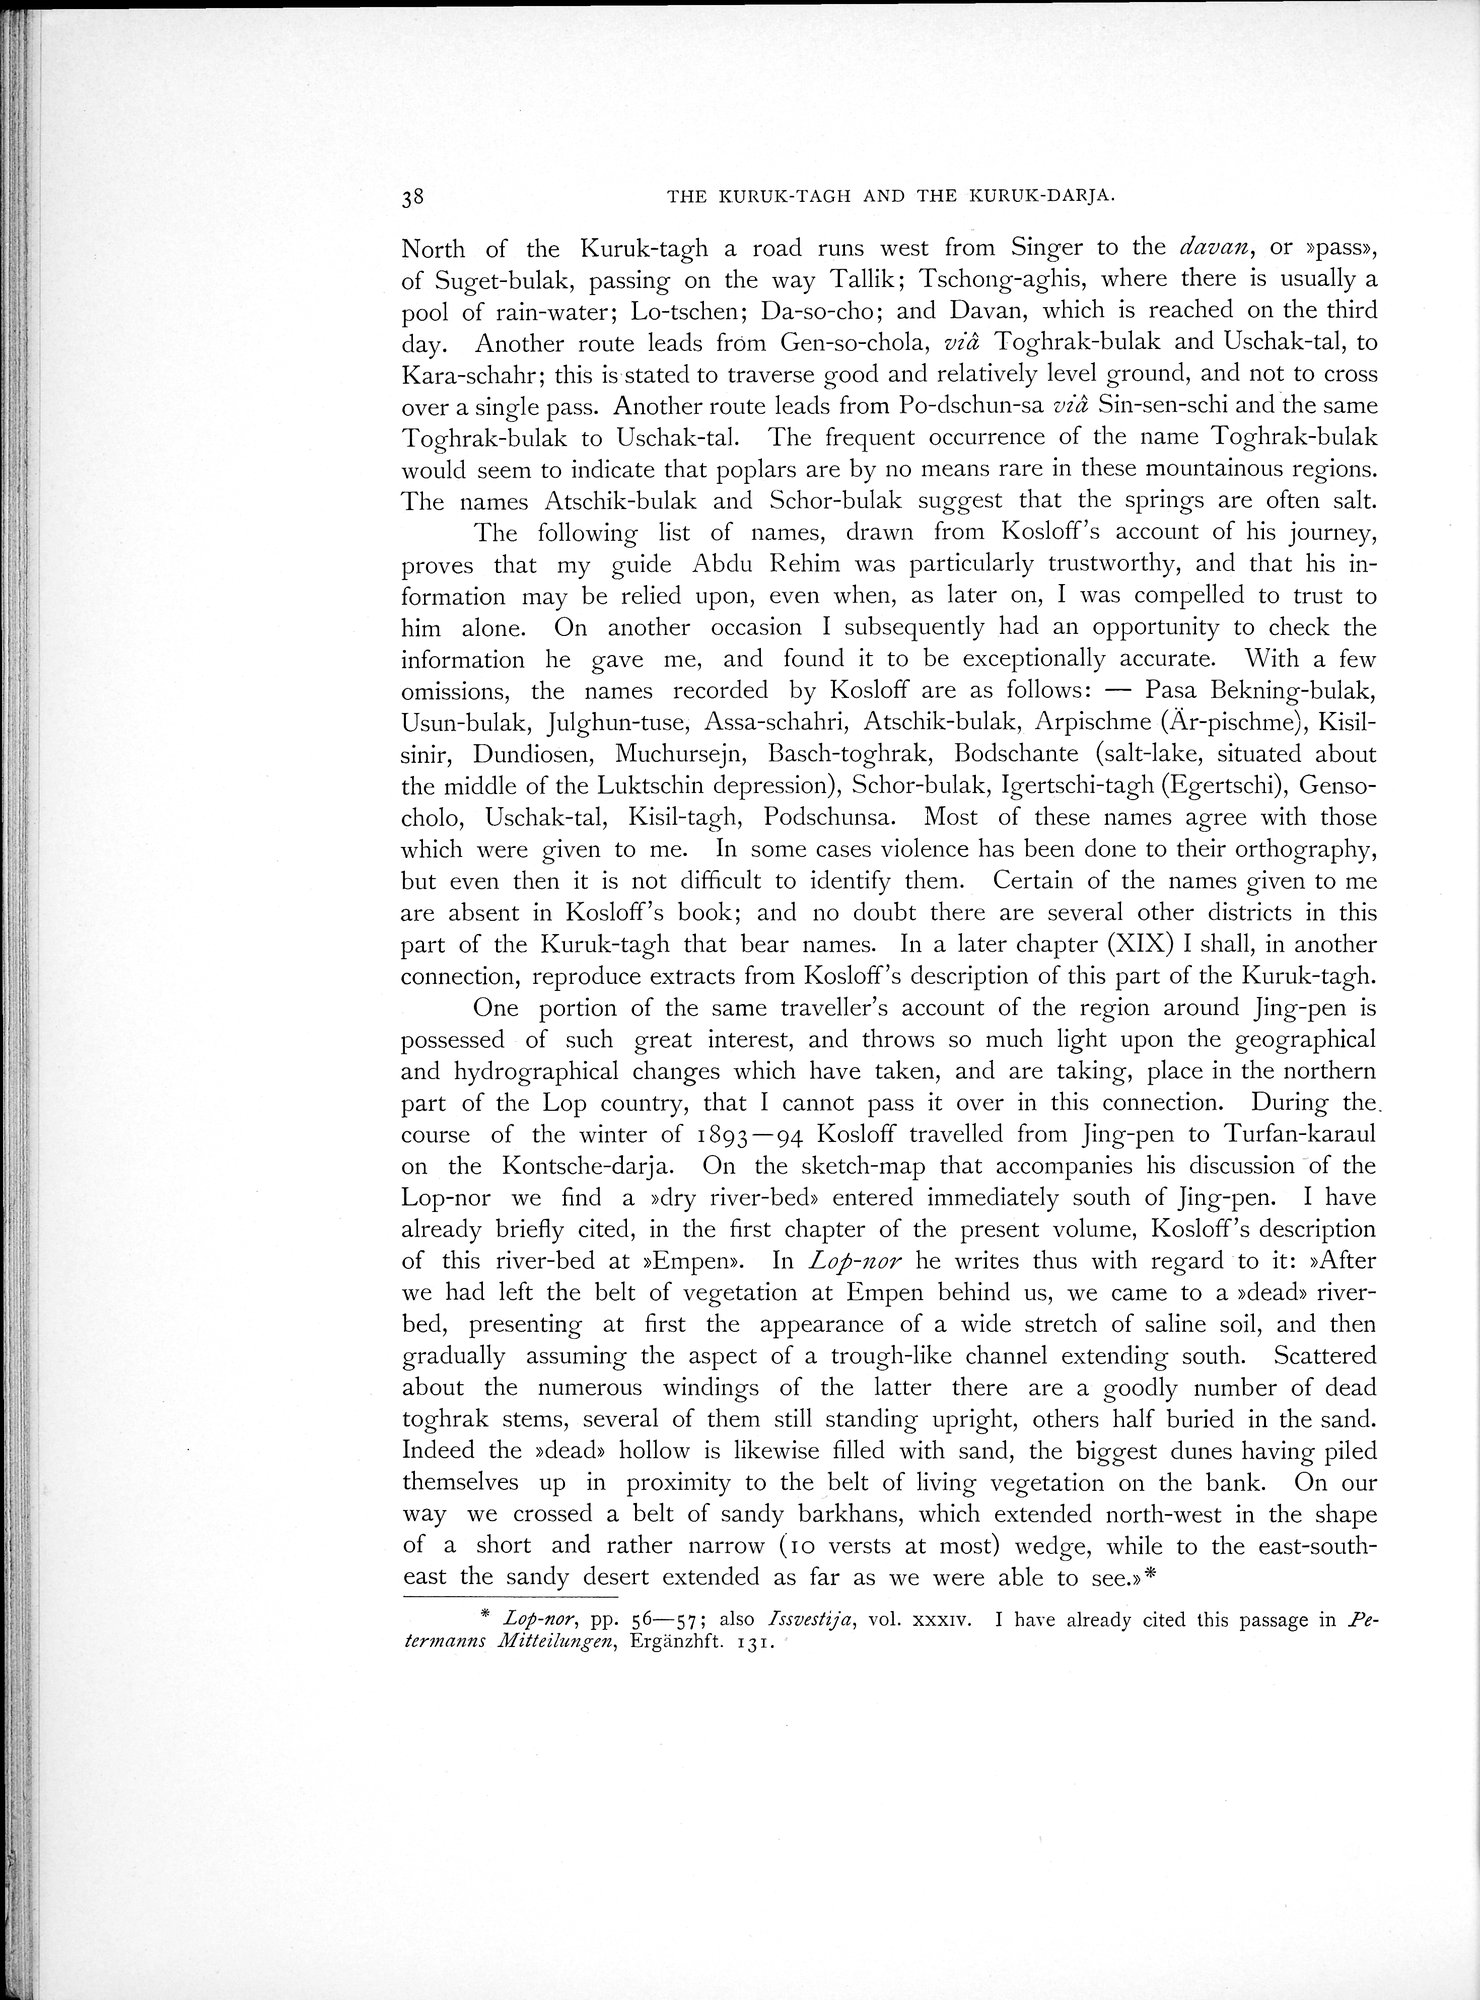 38
THE KURUK-TAGH AND THE KURUK-DARJA.
North of the Kuruk-tagh a road runs west from Singer to the davan, or »pass»,
of Suget-bulak, passing on the way Tallik; Tschong-aghis, where there is usually a
pool of rain-water; Lo-tschen; Da-so-cho; and Davan, which is reached on the third
day. Another route leads from Gen-so-chola, viâ Toghrak-bulak and Uschak-tal, to
Kara-schahr; this is stated to traverse good and relatively level ground, and not to cross
over a single pass. Another route leads from Po-dschun-sa viâ Sin-sen-schi and the same
Toghrak-bulak to Uschak-tal. The frequent occurrence of the name Toghrak-bulak
would seem to indicate that poplars are by no means rare in these mountainous regions.
The names Atschik-bulak and Schor-bulak suggest that the springs are often salt.
The following list of names, drawn from Kosloff's account of his journey,
proves that my guide Abdu Rehim was particularly trustworthy, and that his in-
formation may be relied upon, even when, as later on, I was compelled to trust to
him alone. On another occasion I subsequently had an opportunity to check the
information he gave me, and found it to be exceptionally accurate. With a few
omissions, the names recorded by Kosloff are as follows: — Pasa Bekning-bulak,
Usun-bulak, Julghun-tuse, Assa-schahri, Atschik-bulak, Arpischme (Är-pischme), Kisil-
sinir, Dundiosen, Muchursejn, Basch-toghrak, Bodschante (salt-lake, situated about
the middle of the Luktschin depression), Schor-bulak, Igertschi-tagh (Egertschi), Genso-
cholo, Uschak-tal, Kisil-tagh, Podschunsa. Most of these names agree with those
which were given to me. In some cases violence has been done to their orthography,
but even then it is not difficult to identify them. Certain of the names given to me
are absent in Kosloff's book; and no doubt there are several other districts in this
part of the Kuruk-tagh that bear names. In a later chapter (XIX) I shall, in another
connection, reproduce extracts from Kosloff's description of this part of the Kuruk-tagh.
One portion of the same traveller's account of the region around Jing-pen is
possessed of such great interest, and throws so much light upon the geographical
and hydrographical changes which have taken, and are taking, place in the northern
part of the Lop country, that I cannot pass it over in this connection. During the
course of the winter of 1893—94 Kosloff travelled from Jing-pen to Turfan-karaul
on the Kontsche-darja. On the sketch-map that accompanies his discussion of the
Lop-nor we find a »dry river-bed» entered immediately south of Jing-pen. I have
already briefly cited, in the first chapter of the present volume, Kosloff's description
of this river-bed at »Empen». In Lop-nor he writes thus with regard to it: »After
we had left the belt of vegetation at Empen behind us, we came to a »dead» river-
bed, presenting at first the appearance of a wide stretch of saline soil, and then
gradually assuming the aspect of a trough-like channel extending south. Scattered
about the numerous windings of the latter there are a goodly number of dead
toghrak stems, several of them still standing upright, others half buried in the sand.
Indeed the »dead» hollow is likewise filled with sand, the biggest dunes having piled
themselves up in proximity to the belt of living vegetation on the bank. On our
way we crossed a belt of sandy barkhans, which extended north-west in the shape
of a short and rather narrow (10 versts at most) wedge, while to the east-south-
east the sandy desert extended as far as we were able to see.»*
* Lop-nor, pp. 56—57; also Issvestija, vol. XXXIV. I have already cited this passage in Pe-
termanns Mitteilungen, Ergänzhft. 131.